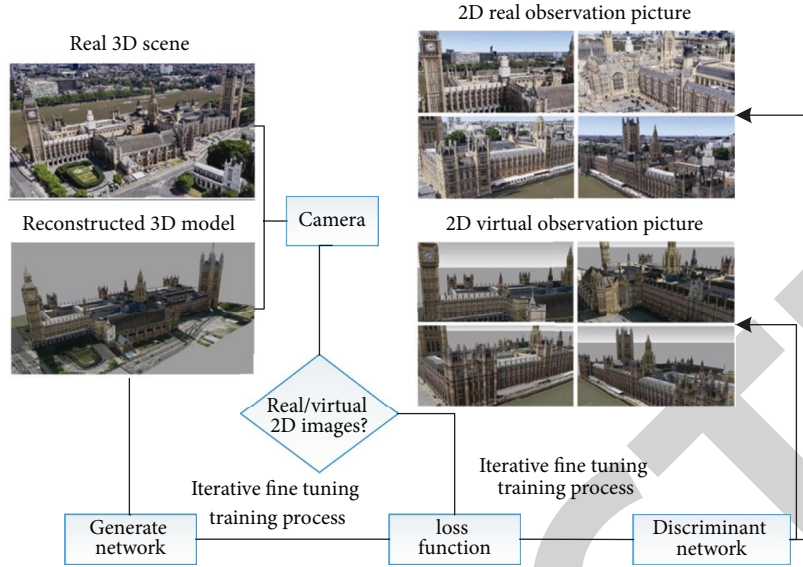 Real 3D scene
2D real observation picture
Reconstructed 3D model
Camera
2D virtual observation picture
Real/virtual
2D images?
Iterative fine tuning
training process
Iterative fine tuning
training process
Generate
network
loss
function
Discriminant
network